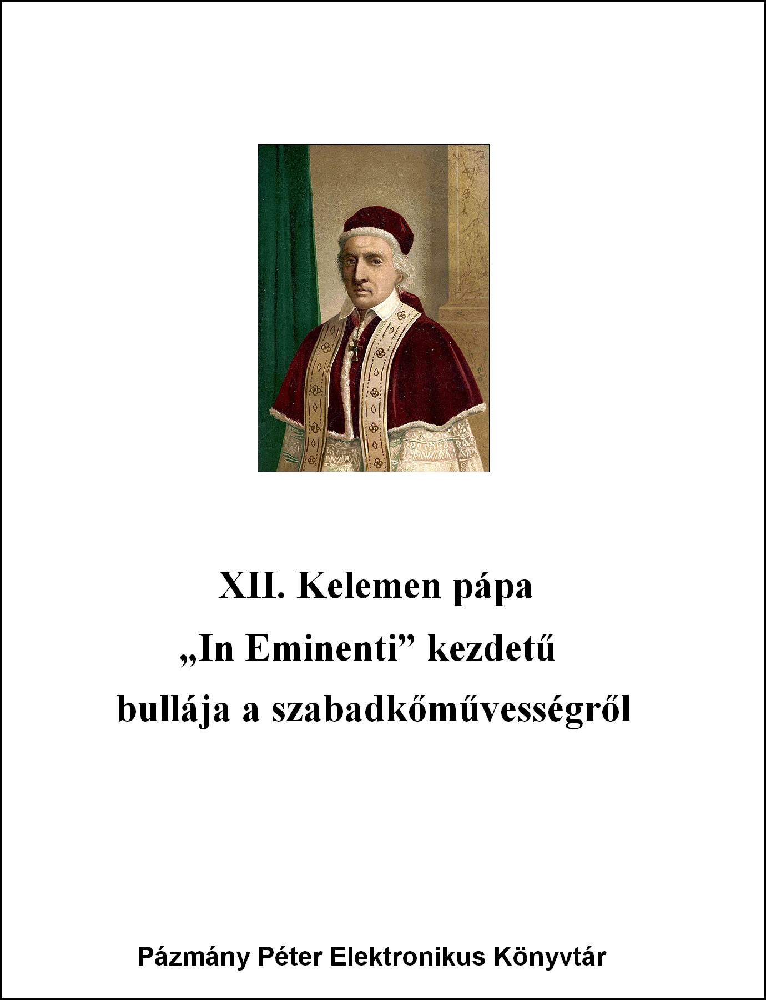 XII. Kelemen pápa
„In Eminenti” kezdetű
bullája a szabadkőművességről
Pázmány Péter Elektronikus Könyvtár